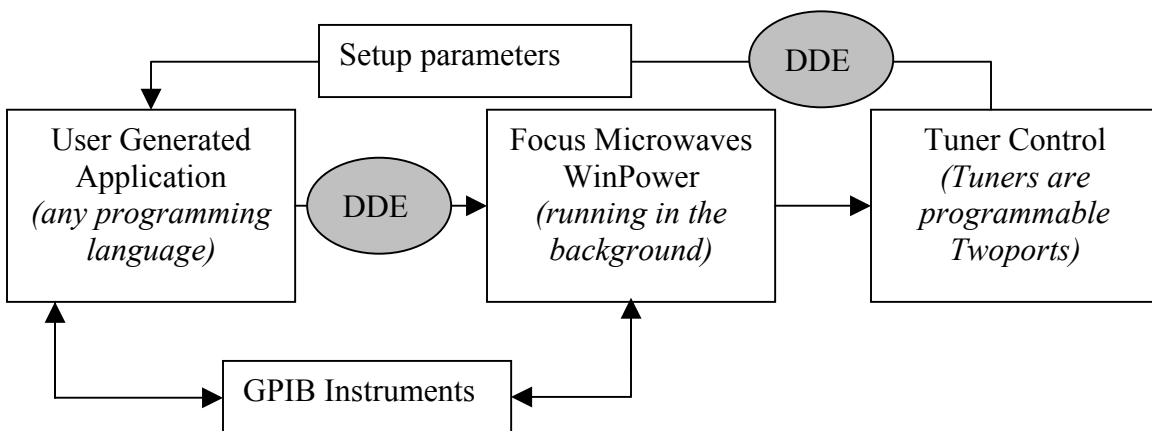 Setup parameters
DDE
User Generated
Application
(any programming
language)
DDE
Focus Microwaves
WinPower
(running in the
background)
Tuner Control
(Tuners are
programmable
Twoports)
GPIB Instruments